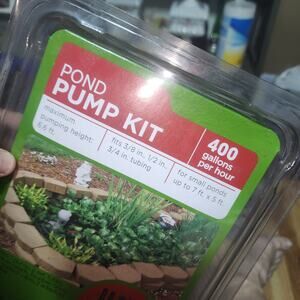 POND
PUMP KIT
400
gallons
per hour
maximum
pumping height:
6.6 ft.
fits 3/8 in., 1/2 in.,
3/4 in. tubing
for small ponds
up to 7 ft. x 5 ft.